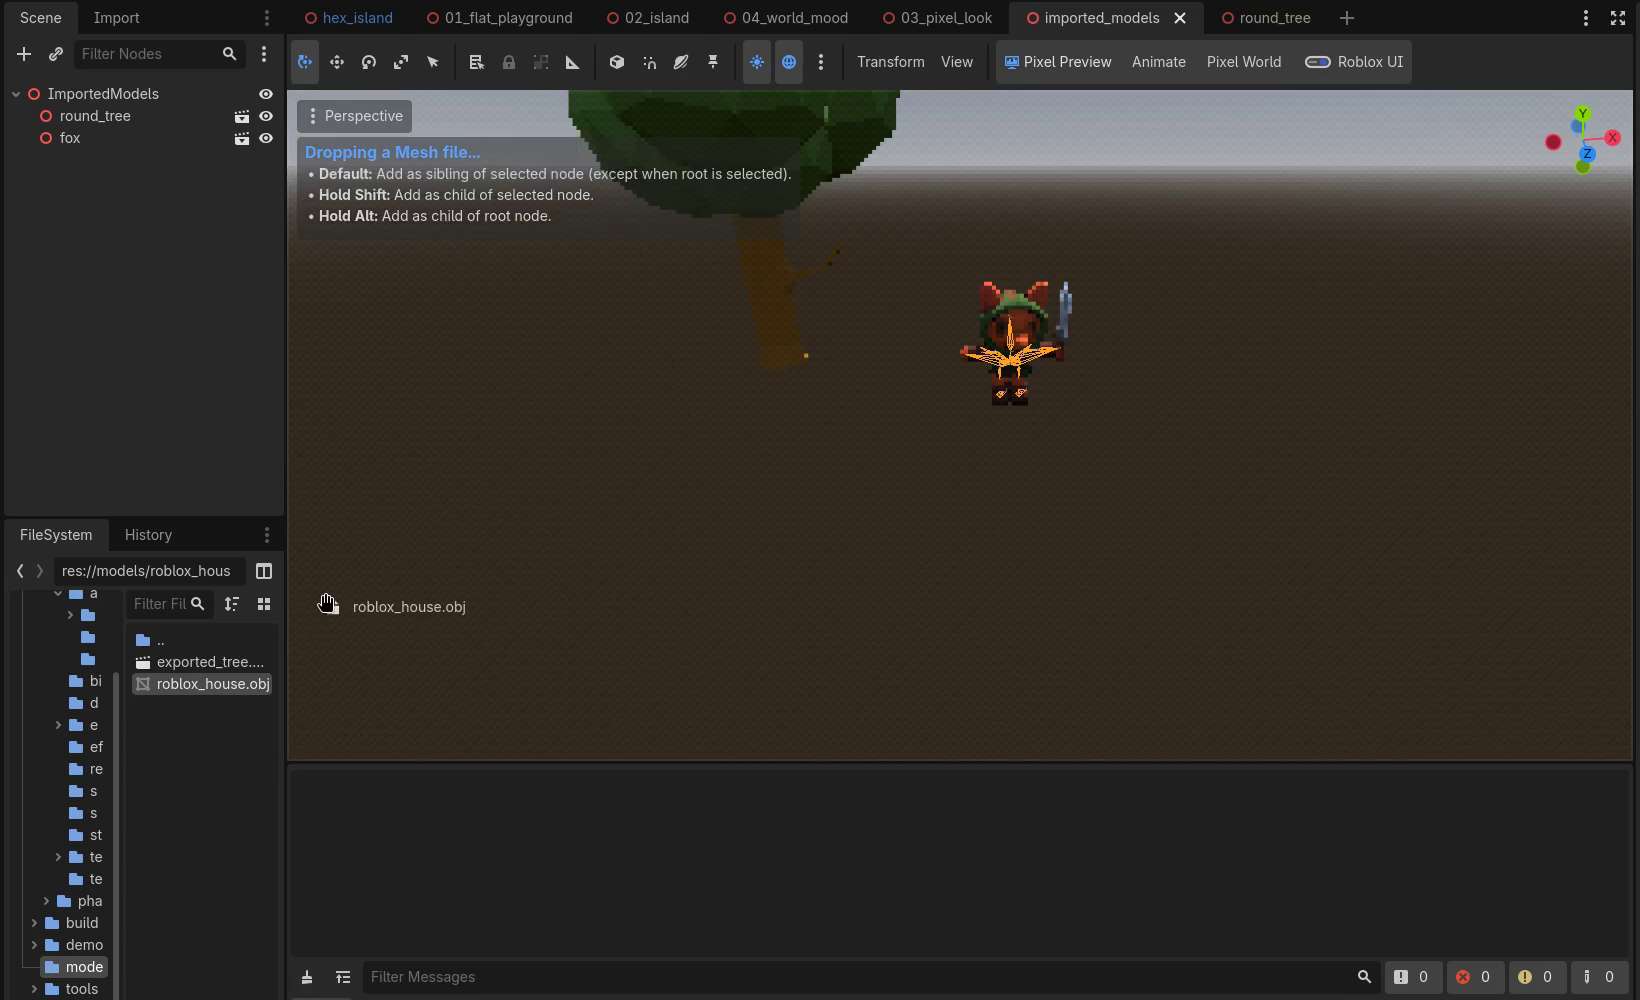 Scene
Import
hex_island
01_flat_playground
02_island
04_world_mood
03_pixel_look
imported_models
round_tree
Filter Nodes
Transform
View
Pixel Preview
Animate
Pixel World
Roblox UI
ImportedModels
round_tree
fox
Perspective
Dropping a Mesh file...
• Default: Add as sibling of selected node (except when root is selected).
• Hold Shift: Add as child of selected node.
• Hold Alt: Add as child of root node.
Y
X
Z
roblox_house.obj
FileSystem
History
res://models/roblox_hous
a
bi
d
e
ef
re
s
s
st
te
te
pha
build
demo
mode
tools
Filter Fil
..
exported_tree....
roblox_house.obj
Filter Messages
0
0
0
0